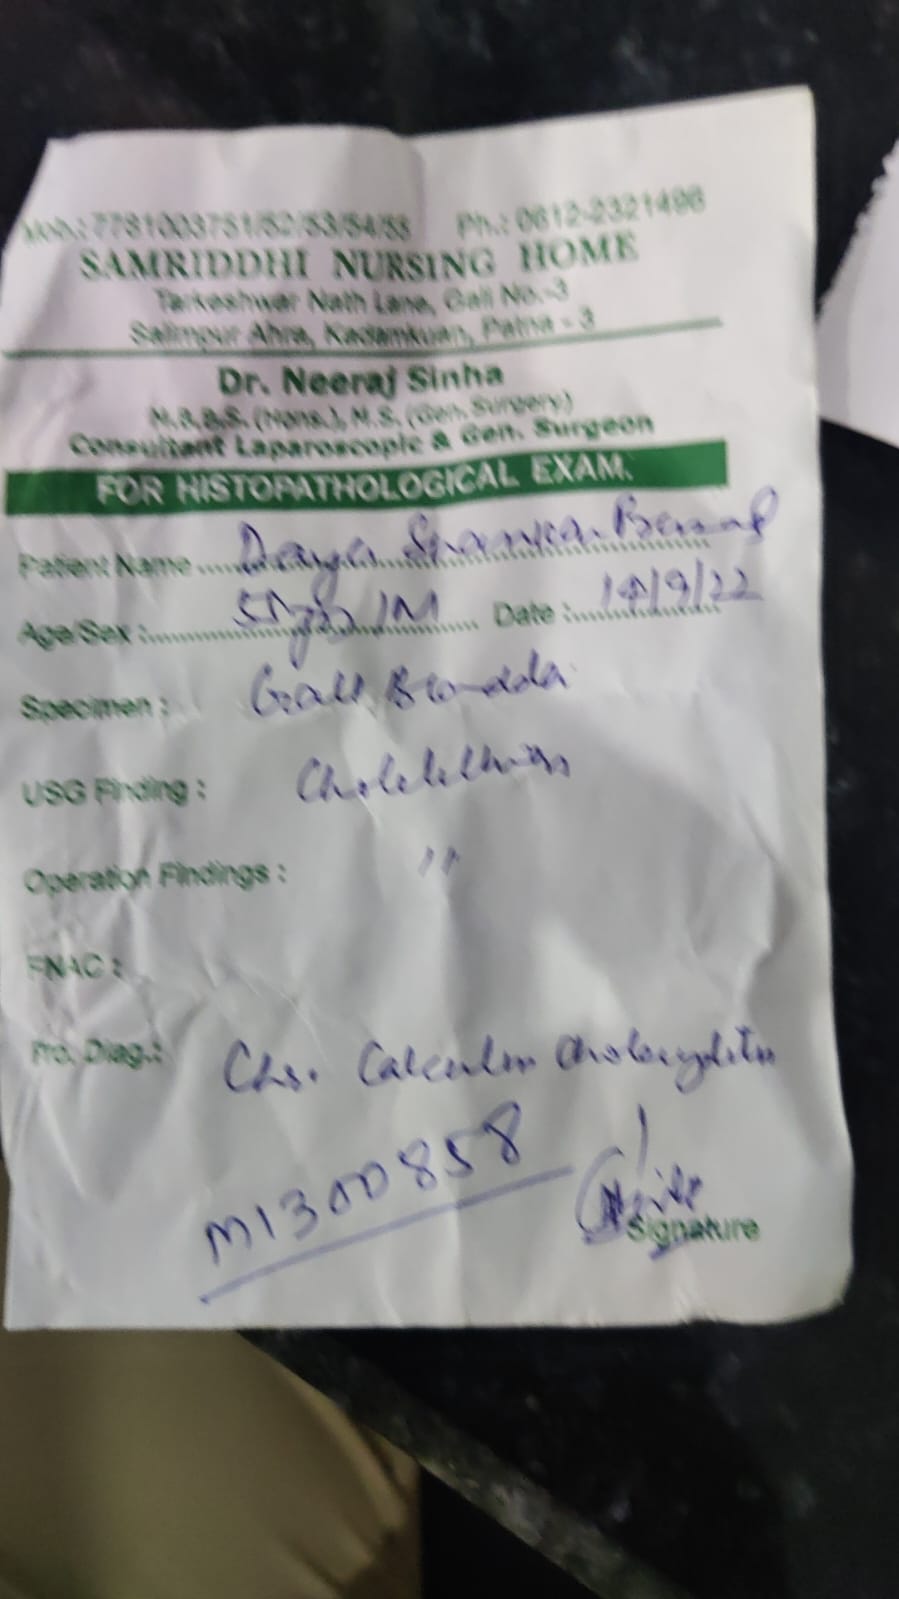 Mob.: 7781003751/52/53/54/55 Ph.: 0612-2321496
SAMRIDDHI NURSING HOME
Tarkeshwar Nath Lane, Gali No.-3
Salimpur Ahra, Kadamkuan, Patna - 3
Dr. Neeraj Sinha
M.B.B.S. (Hons.), M.S. (Gen. Surgery)
Consultant Laparoscopic & Gen. Surgeon
FOR HISTOPATHOLOGICAL EXAM.
Patient Name Daya Shankar
Age/Sex : /M Date : 14/9/22
Specimen : Gall Bladder
USG Finding : Cholelithiasis
Operation Findings : "
FNAC :
Pro. Diag.: Chr. Calculus Cholecystitis
M1300858
Signature